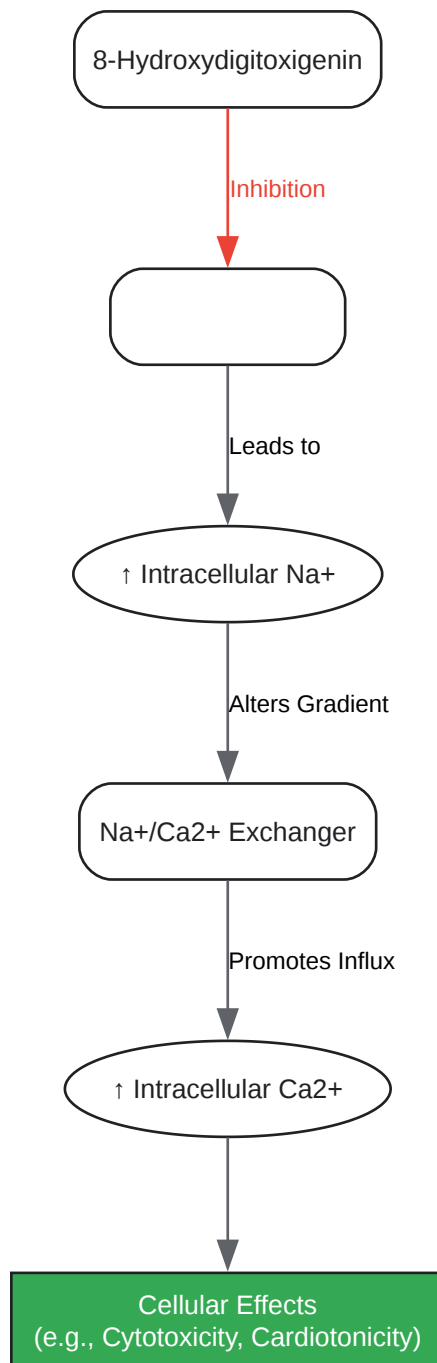 8-Hydroxydigitoxigenin
Inhibition
Leads to
↑ Intracellular Na+
Alters Gradient
Na+/Ca2+ Exchanger
Promotes Influx
↑ Intracellular Ca2+
Cellular Effects
(e.g., Cytotoxicity, Cardiotonicity)